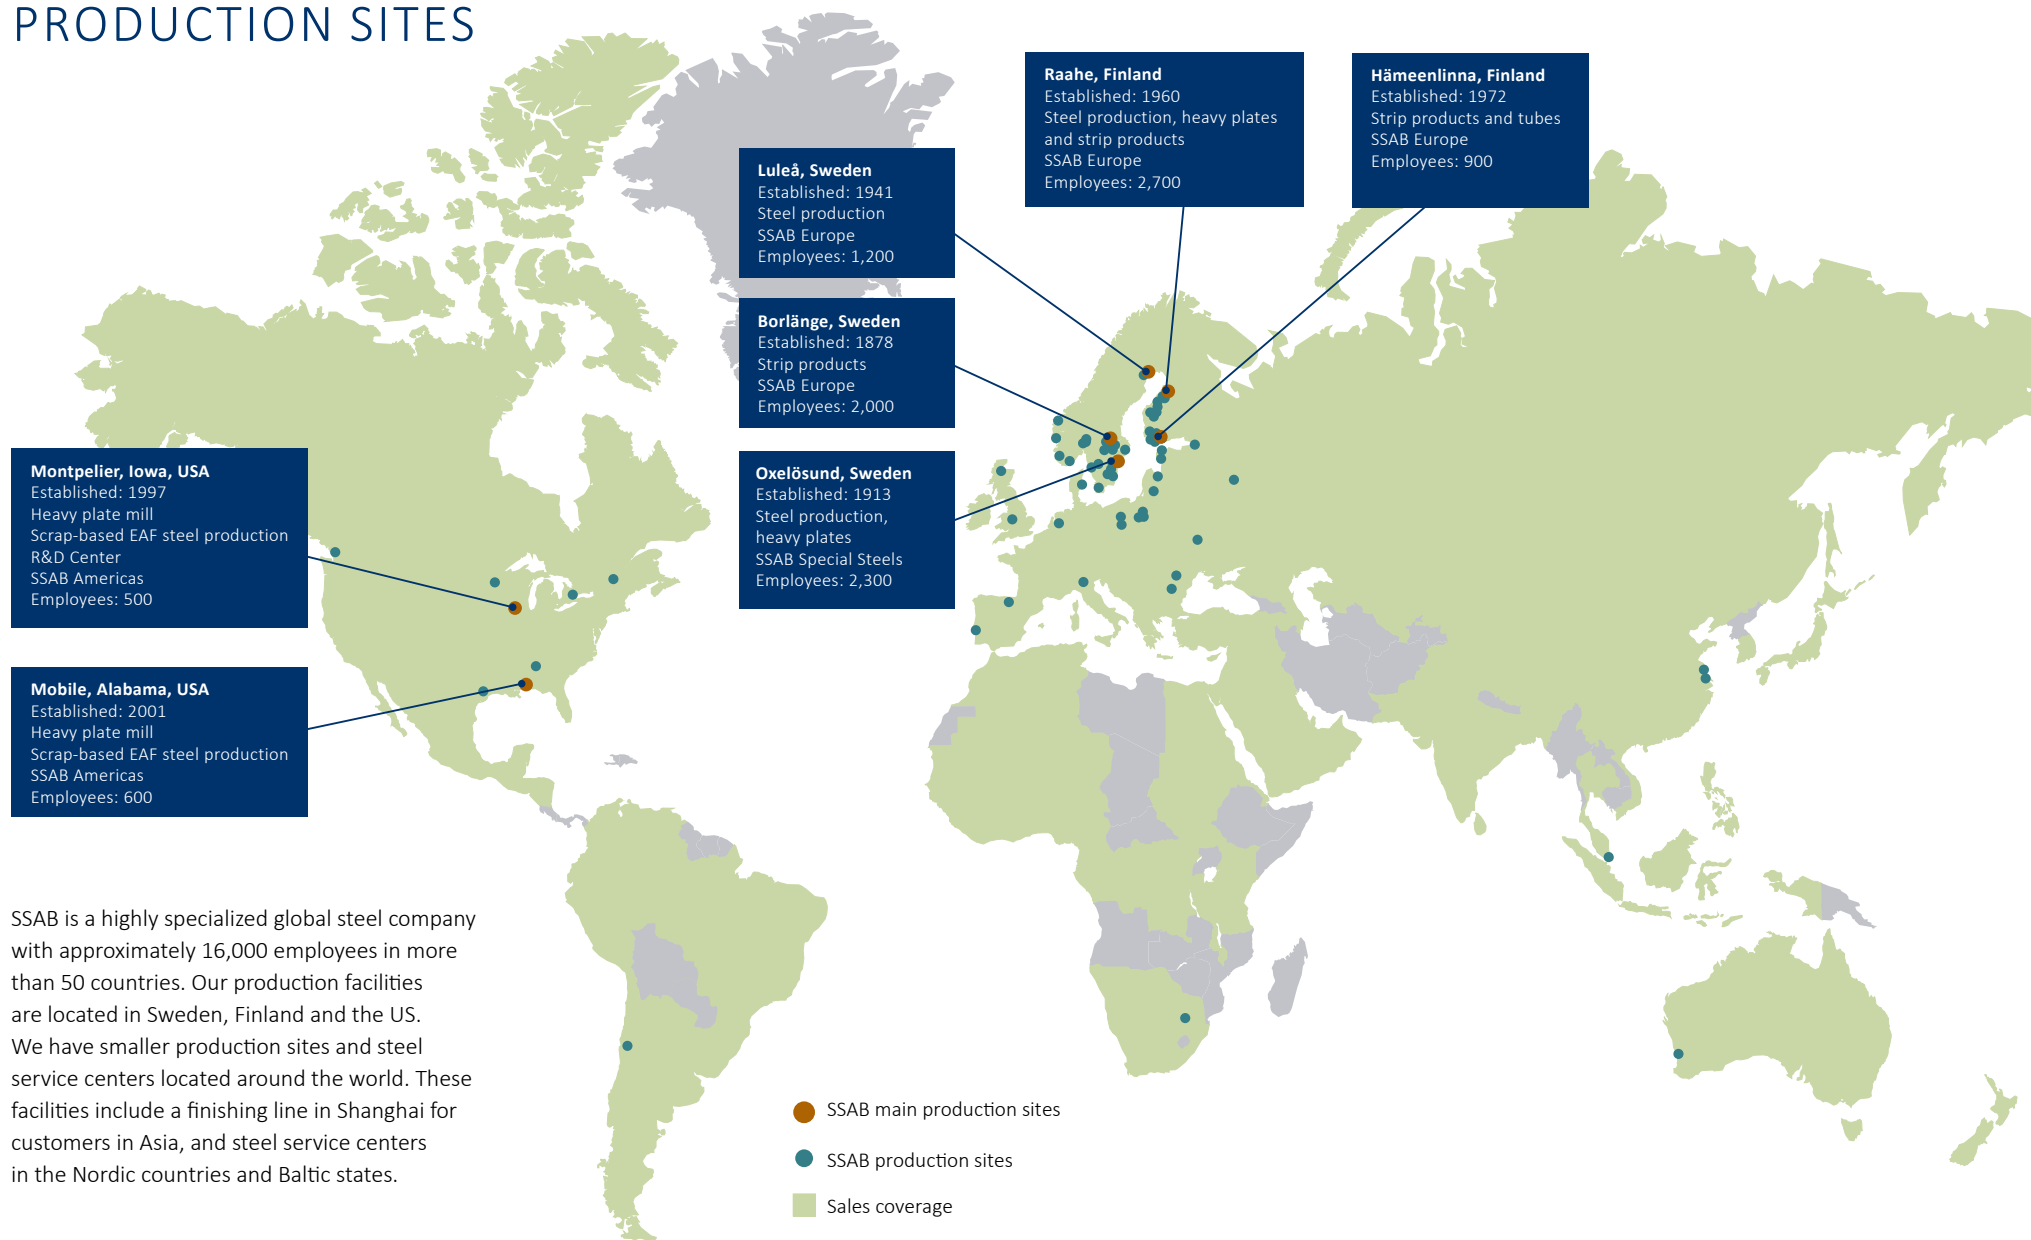 PRODUCTION SITES
Raahe, Finland
Established: 1960
Steel production, heavy plates
and strip products
SSAB Europe
Employees: 2,700
Hämeenlinna, Finland
Established: 1972
Strip products and tubes
SSAB Europe
Employees: 900
Luleå, Sweden
Established: 1941
Steel production
SSAB Europe
Employees: 1,200
Borlänge, Sweden
Established: 1878
Strip products
SSAB Europe
Employees: 2,000
Oxelösund, Sweden
Established: 1913
Steel production,
heavy plates
SSAB Special Steels
Employees: 2,300
Montpelier, Iowa, USA
Established: 1997
Heavy plate mill
Scrap-based EAF steel production
R&D Center
SSAB Americas
Employees: 500
Mobile, Alabama, USA
Established: 2001
Heavy plate mill
Scrap-based EAF steel production
SSAB Americas
Employees: 600
SSAB is a highly specialized global steel company
with approximately 16,000 employees in more
than 50 countries. Our production facilities
are located in Sweden, Finland and the US.
We have smaller production sites and steel
service centers located around the world. These
facilities include a finishing line in Shanghai for
customers in Asia, and steel service centers
in the Nordic countries and Baltic states.
SSAB main production sites
SSAB production sites
Sales coverage